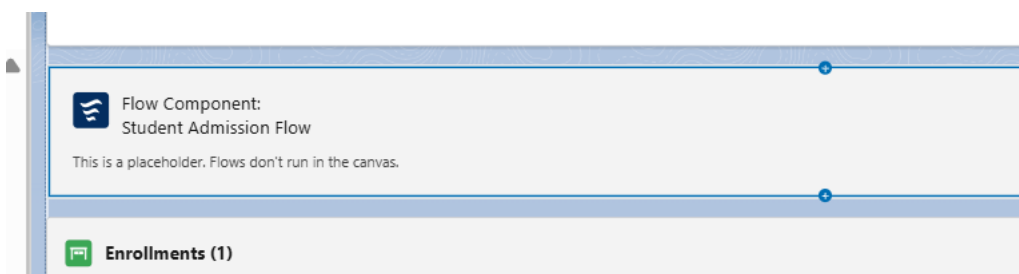 Flow Component:
Student Admission Flow
This is a placeholder. Flows don't run in the canvas.
Enrollments (1)